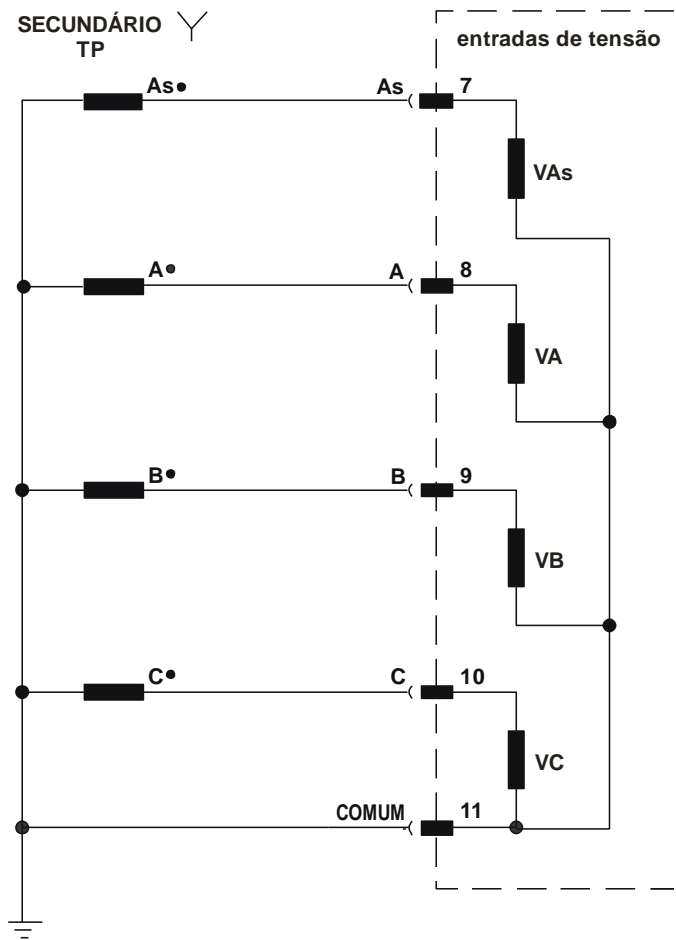 SECUNDÁRIO
TP
entradas de tensão
As
As
7
VAs
A
A
8
VA
B
B
9
VB
C
C
10
VC
COMUM
11